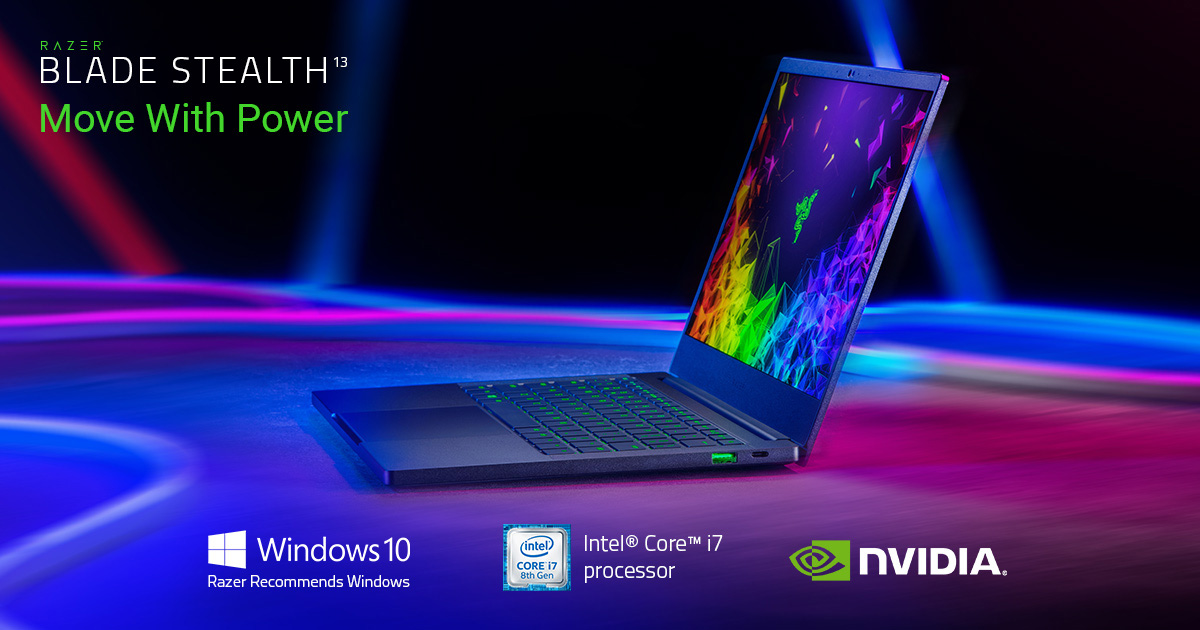 RAZER
BLADE STEALTH 13
Move With Power
Windows 10
Razer Recommends Windows
intel
CORE i7
8th Gen
Intel® Core™ i7
processor
NVIDIA®